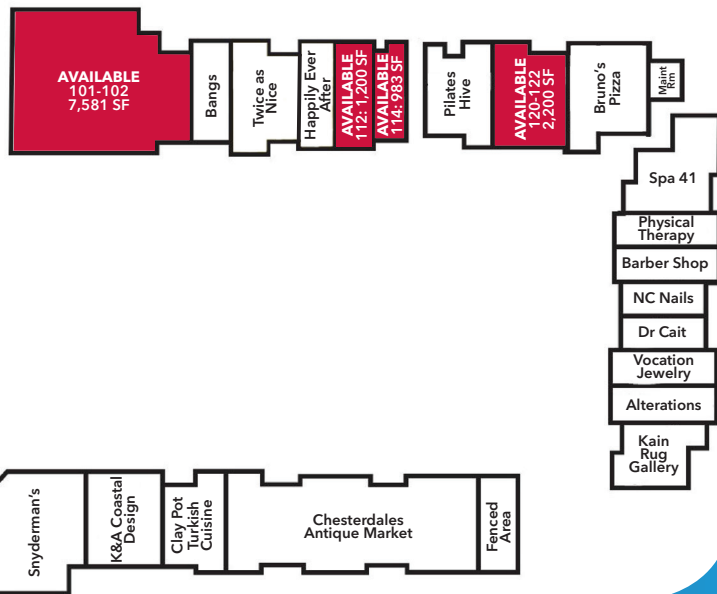 AVAILABLE
101-102
7,581 SF
Bangs
Twice as
Nice
Happily Ever
After
AVAILABLE
112: 1,200 SF
AVAILABLE
114: 983 SF
Pilates
Hive
AVAILABLE
120-122
2,200 SF
Bruno's
Pizza
Maint
Rm
Spa 41
Physical
Therapy
Barber Shop
NC Nails
Dr Cait
Vocation
Jewelry
Alterations
Kain
Rug
Gallery
Snyderman's
K&A Coastal
Design
Clay Pot
Turkish
Cuisine
Chesterdales
Antique Market
Fenced
Area